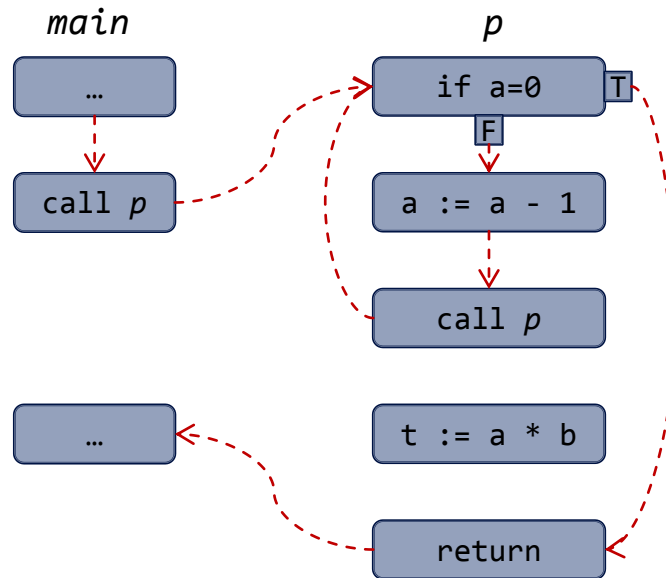 main
…
call p
…
p
if a=0
T
F
a := a - 1
call p
t := a * b
return